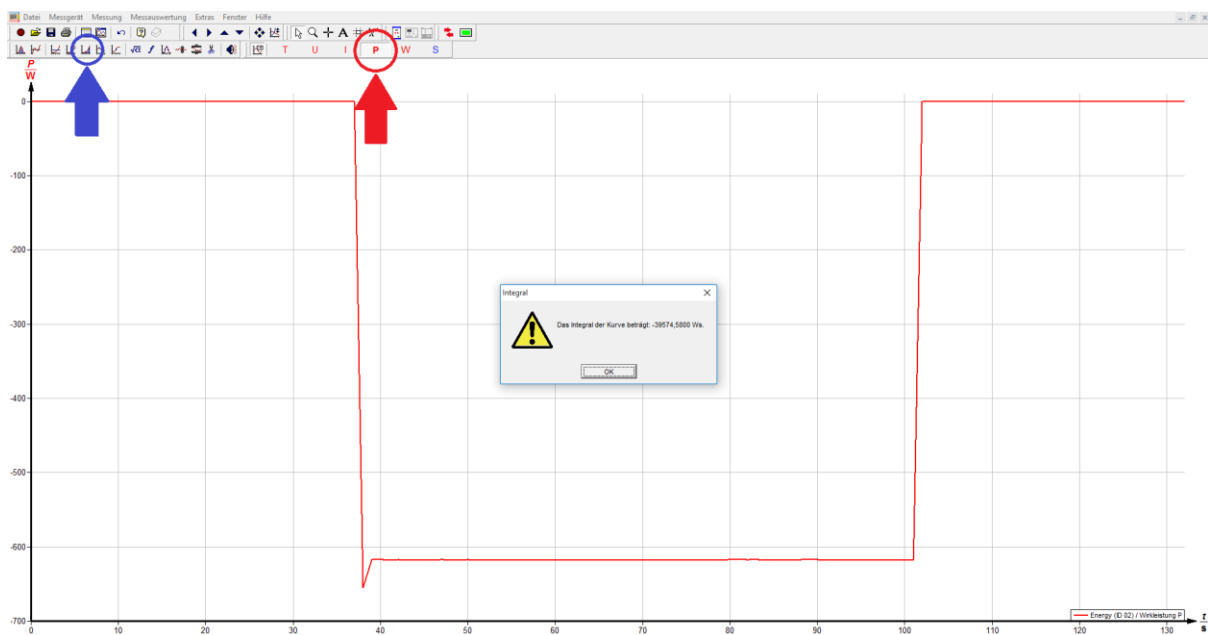 Datei Messgerät Messung Messauswertung Extras Fenster Hilfe
T U I P W S
P
W
0
-100
-200
-300
-400
-500
-600
-700
Integral
Das Integral der Kurve beträgt: -39574,5800 Ws.
OK
Energy (ID 02) / Wirkleistung P
0 10 20 30 40 50 60 70 80 90 100 110 120 130
t
s